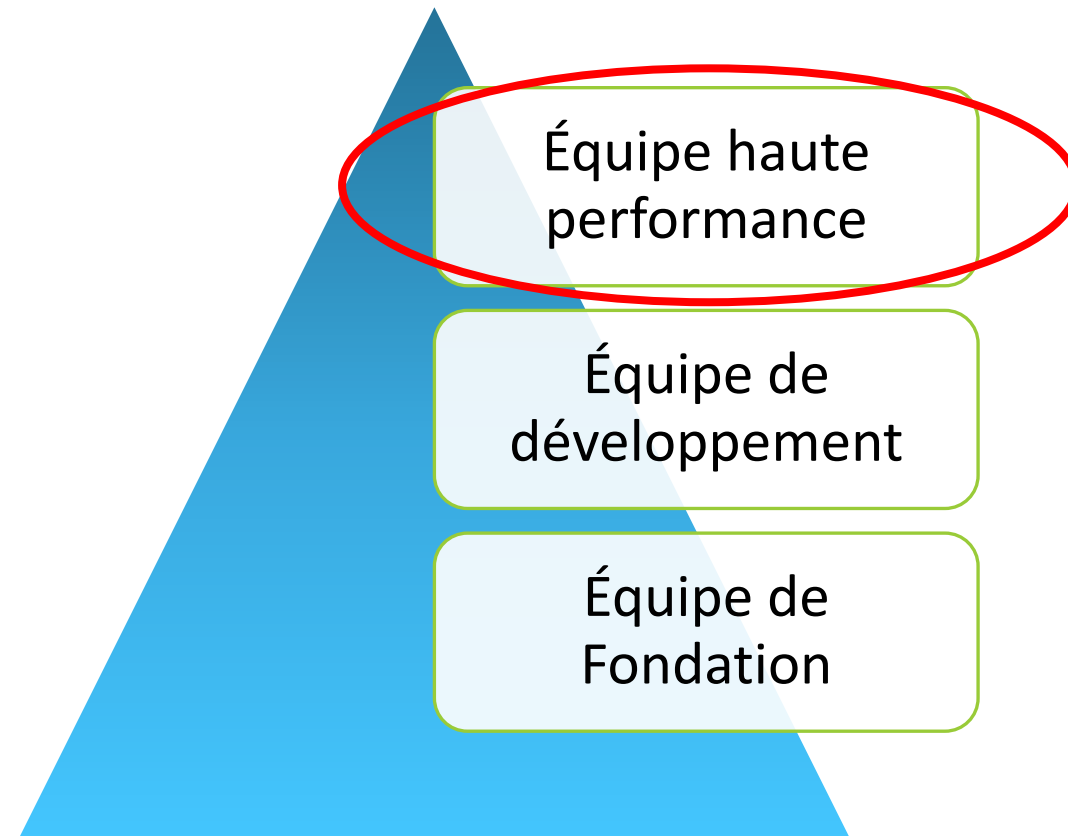 Équipe haute
performance
Équipe de
développement
Équipe de
Fondation